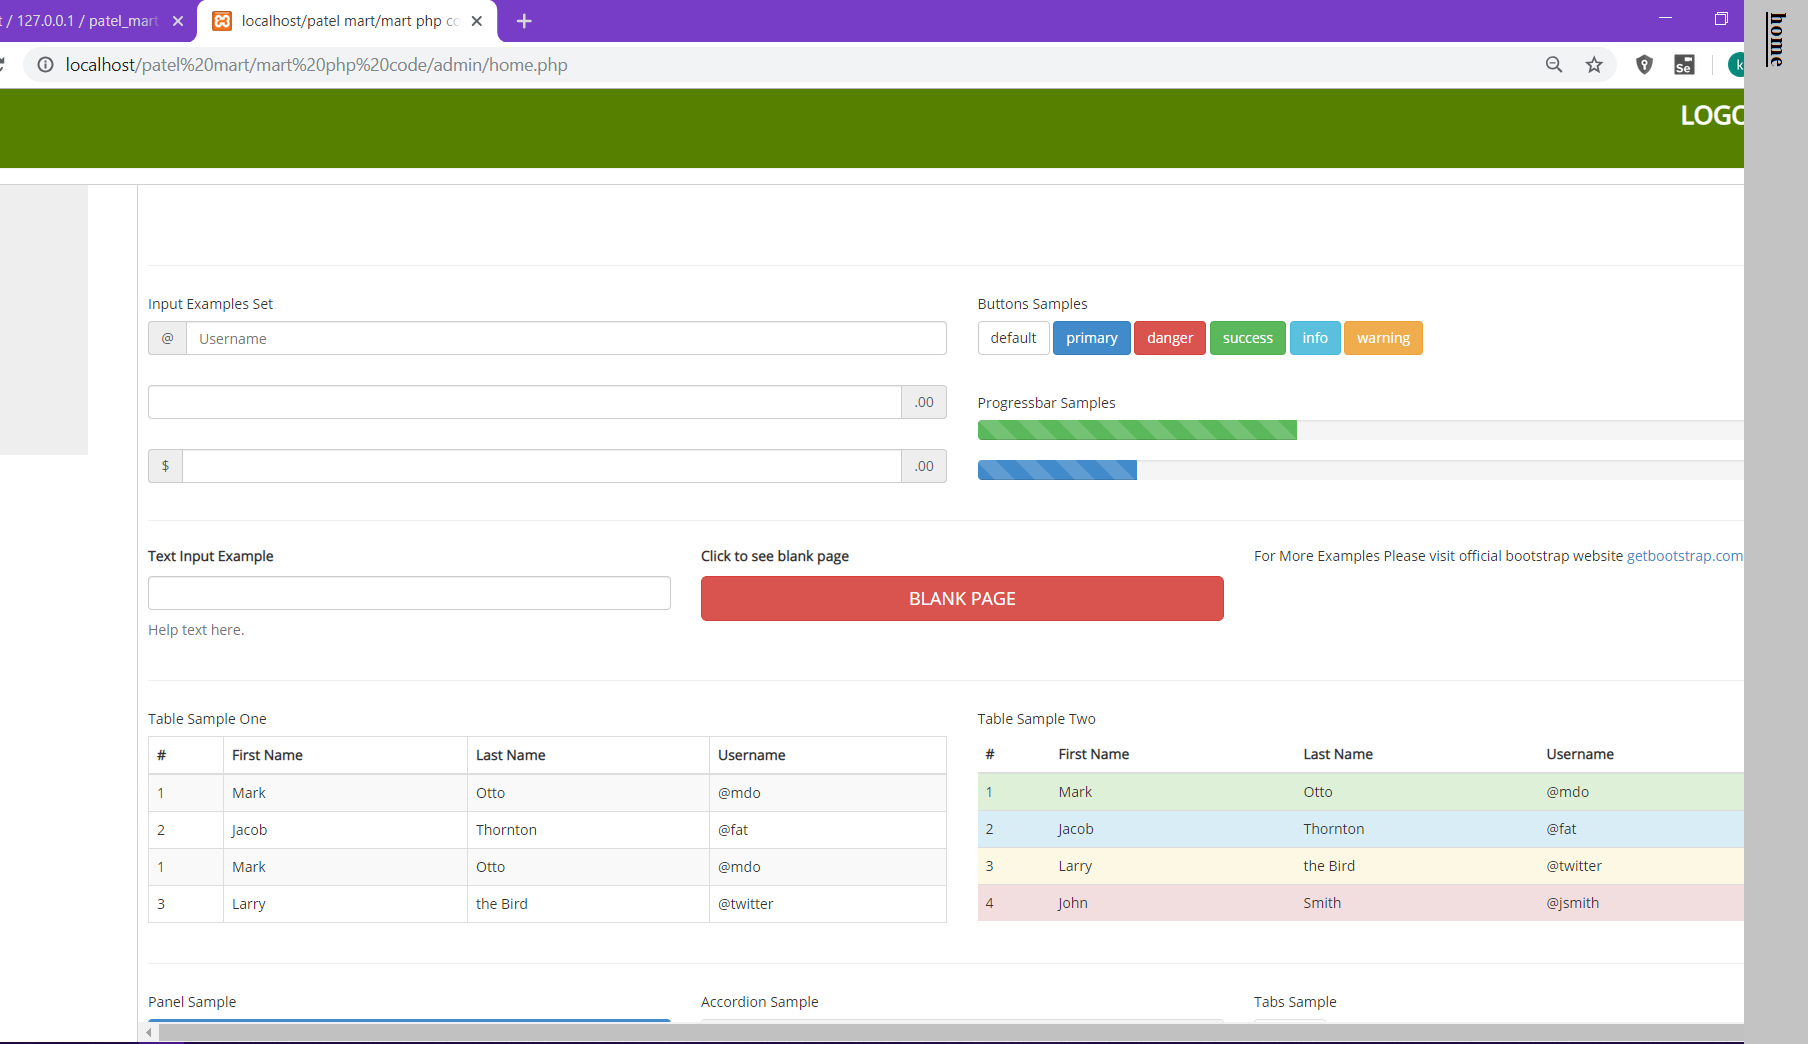 t / 127.0.0.1 / patel_mart
localhost/patel mart/mart php co
localhost/patel%20mart/mart%20php%20code/admin/home.php
Se
k
home
LOGO
Input Examples Set
@ Username
.00
$ .00
Buttons Samples
default primary danger success info warning
Progressbar Samples
Text Input Example
Help text here.
Click to see blank page
BLANK PAGE
For More Examples Please visit official bootstrap website getbootstrap.com
Table Sample One
# First Name Last Name Username
1 Mark Otto @mdo
2 Jacob Thornton @fat
1 Mark Otto @mdo
3 Larry the Bird @twitter
Table Sample Two
# First Name Last Name Username
1 Mark Otto @mdo
2 Jacob Thornton @fat
3 Larry the Bird @twitter
4 John Smith @jsmith
Panel Sample
Accordion Sample
Tabs Sample